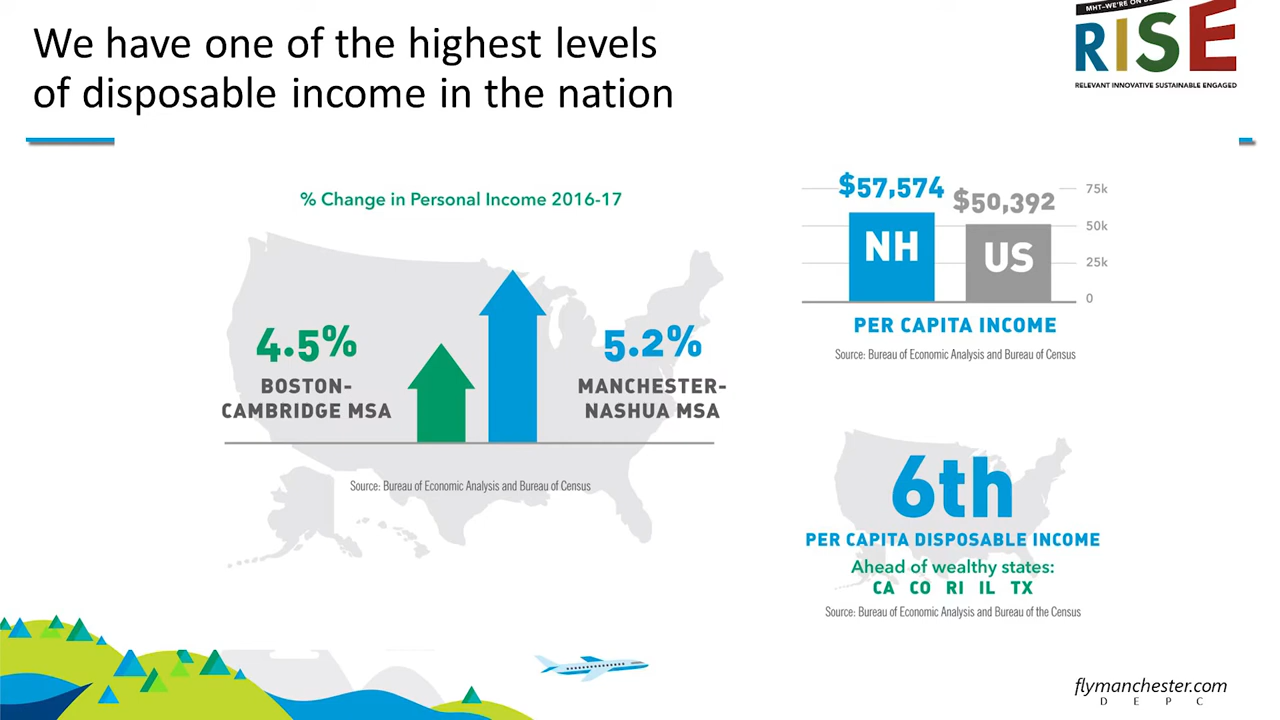 We have one of the highest levels
of disposable income in the nation
RISE
RELEVANT INNOVATIVE SUSTAINABLE ENGAGED
% Change in Personal Income 2016-17
4.5%
BOSTON-
CAMBRIDGE MSA
5.2%
MANCHESTER-
NASHUA MSA
Source: Bureau of Economic Analysis and Bureau of Census
$57,574
$50,392
75k
50k
25k
0
NH
US
PER CAPITA INCOME
Source: Bureau of Economic Analysis and Bureau of Census
6th
PER CAPITA DISPOSABLE INCOME
Ahead of wealthy states:
CA CO RI IL TX
Source: Bureau of Economic Analysis and Bureau of the Census
flymanchester.com
D E P C